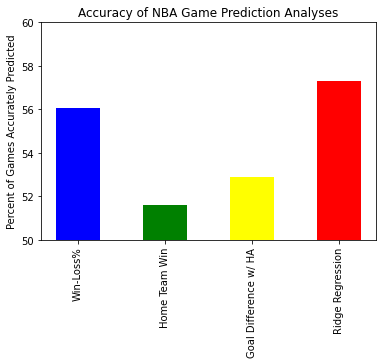 Accuracy of NBA Game Prediction Analyses
Percent of Games Accurately Predicted
60
58
56
54
52
50
Win-Loss%
Home Team Win
Goal Difference w/ HA
Ridge Regression